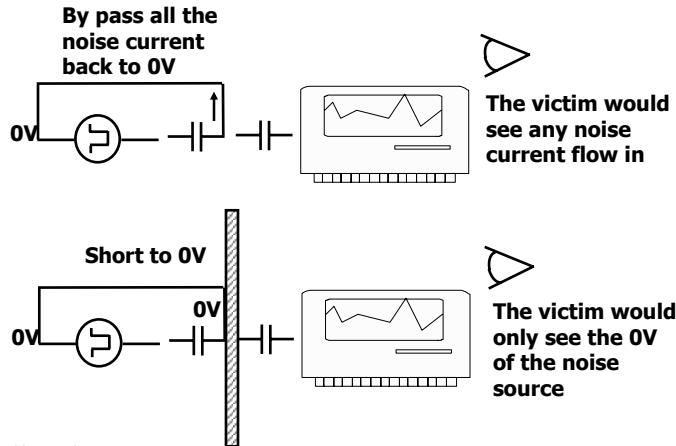 By pass all the
noise current
back to 0V
0V
The victim would
see any noise
current flow in
Short to 0V
0V
0V
The victim would
only see the 0V
of the noise
source